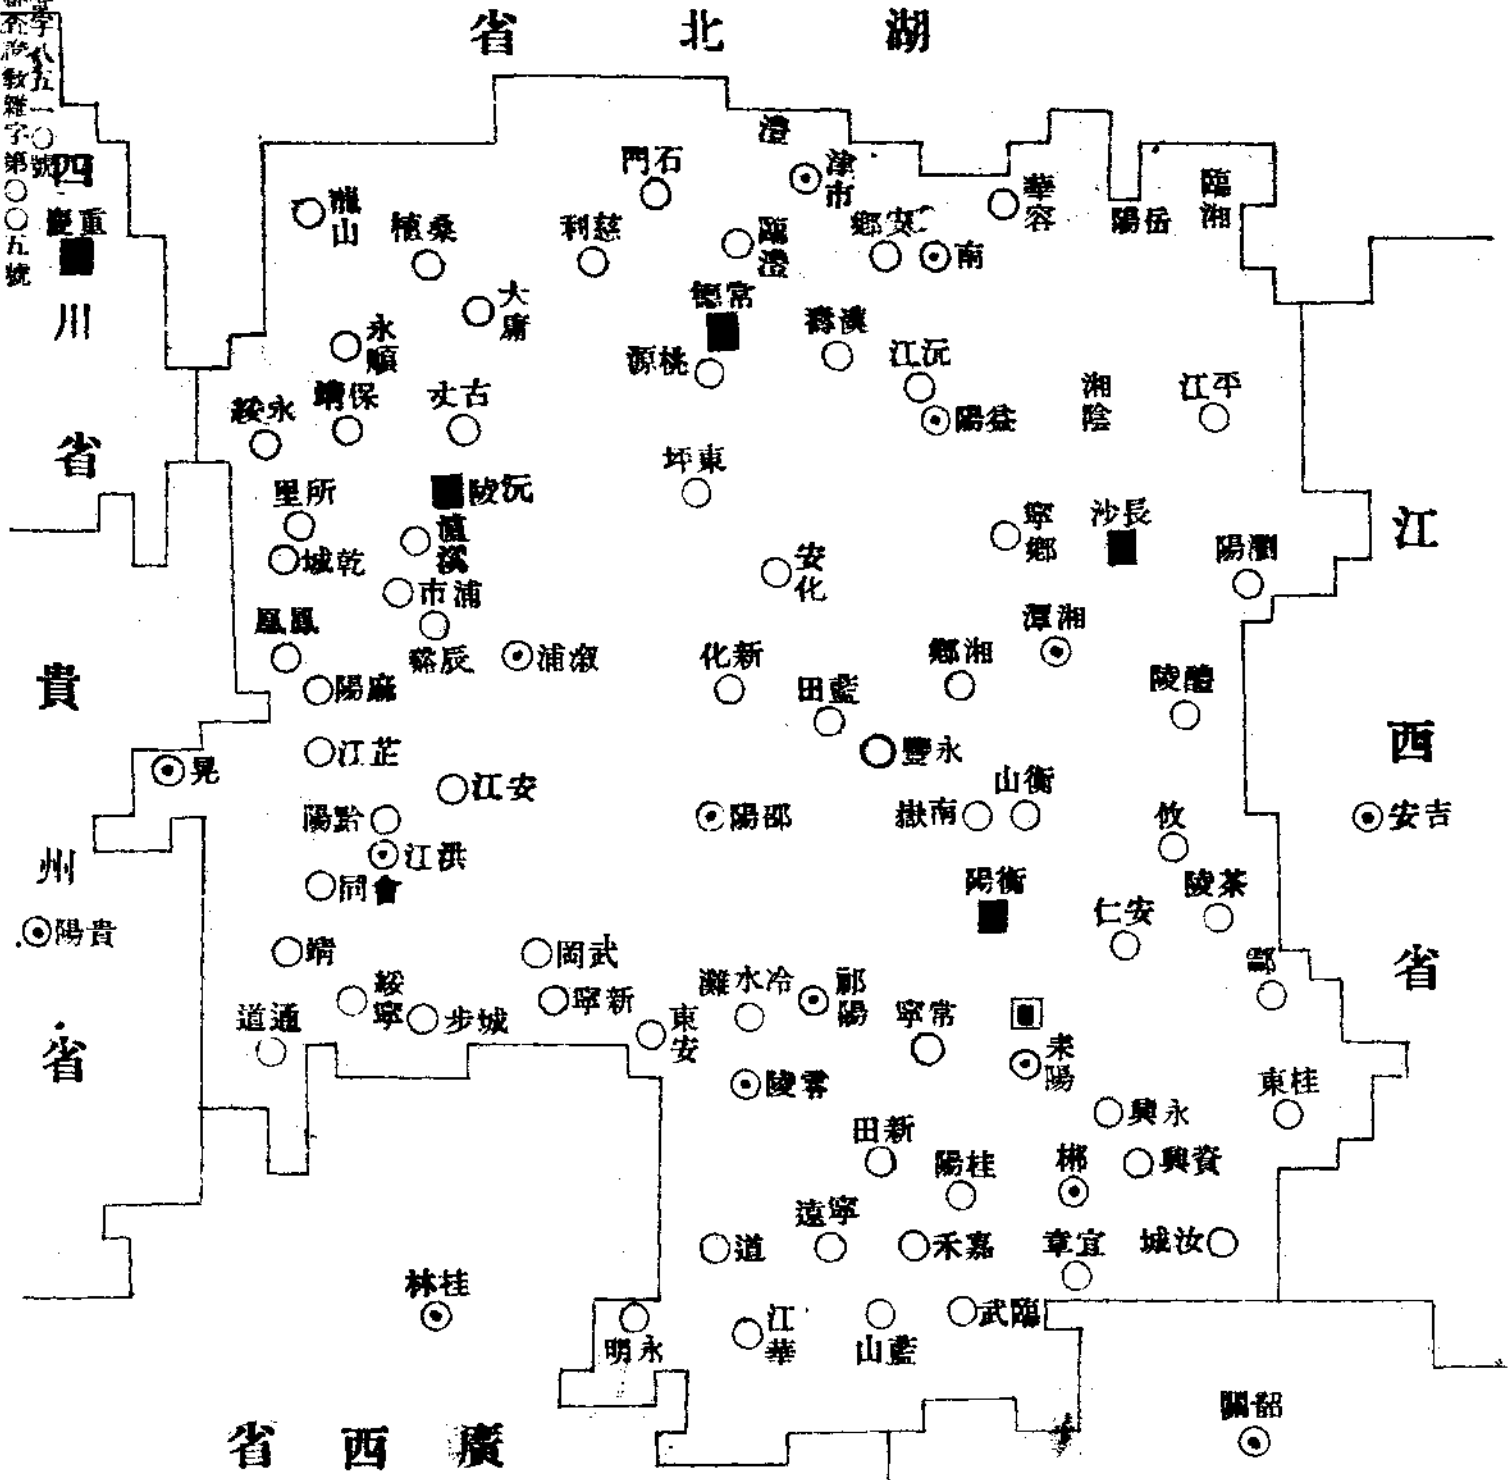 湖北省
四川省
重慶
貴州省
貴陽
廣西省
桂林
江西省
吉安
韶關
澧
津市
石門
龍山
桑植
慈利
臨澧
安鄉
南
華容
岳陽
臨湘
大庸
常德
桃源
漢壽
沅江
益陽
湘陰
平江
永順
保靖
古丈
永綏
東坪
沅陵
所里
乾城
瀘溪
浦市
辰谿
漵浦
鳳凰
麻陽
安化
寧鄉
長沙
瀏陽
湘潭
湘鄉
醴陵
新化
藍田
永豐
芷江
晃
安江
黔陽
洪江
會同
邵陽
南嶽
衡山
攸
茶陵
衡陽
安仁
酃
靖
綏寧
通道
城步
武岡
新寧
東安
冷水灘
祁陽
零陵
常寧
耒陽
永興
資興
桂東
郴
新田
桂陽
寧遠
道
嘉禾
宜章
汝城
永明
江華
藍山
臨武